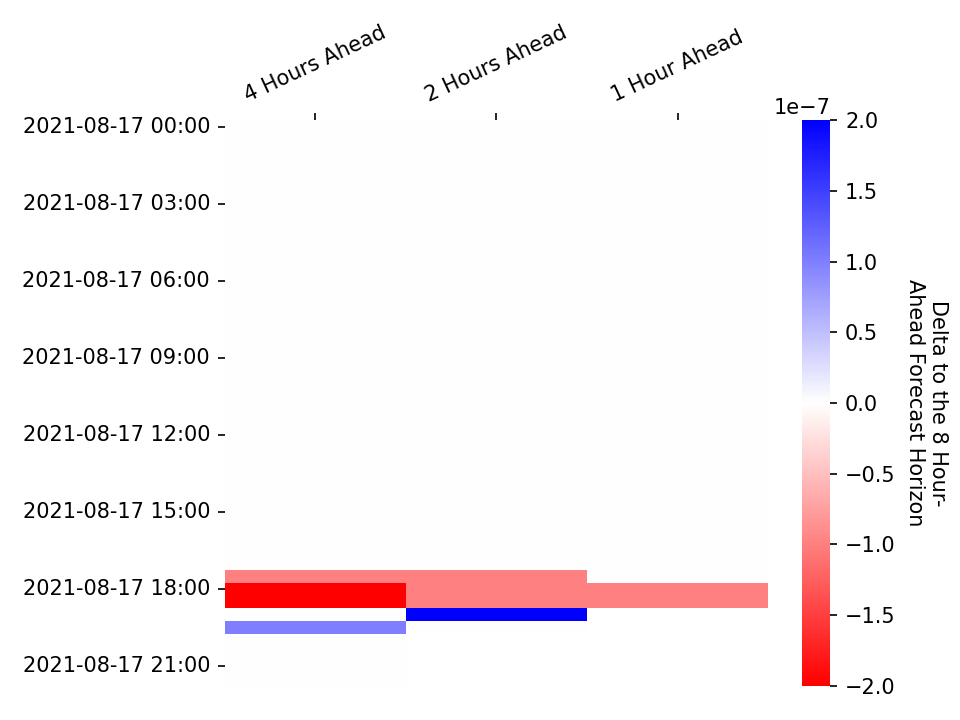 4 Hours Ahead
2 Hours Ahead
1 Hour Ahead
2021-08-17 00:00
2021-08-17 03:00
2021-08-17 06:00
2021-08-17 09:00
2021-08-17 12:00
2021-08-17 15:00
2021-08-17 18:00
2021-08-17 21:00
1e−7
2.0
1.5
1.0
0.5
0.0
−0.5
−1.0
−1.5
−2.0
Delta to the 8 Hour-
Ahead Forecast Horizon